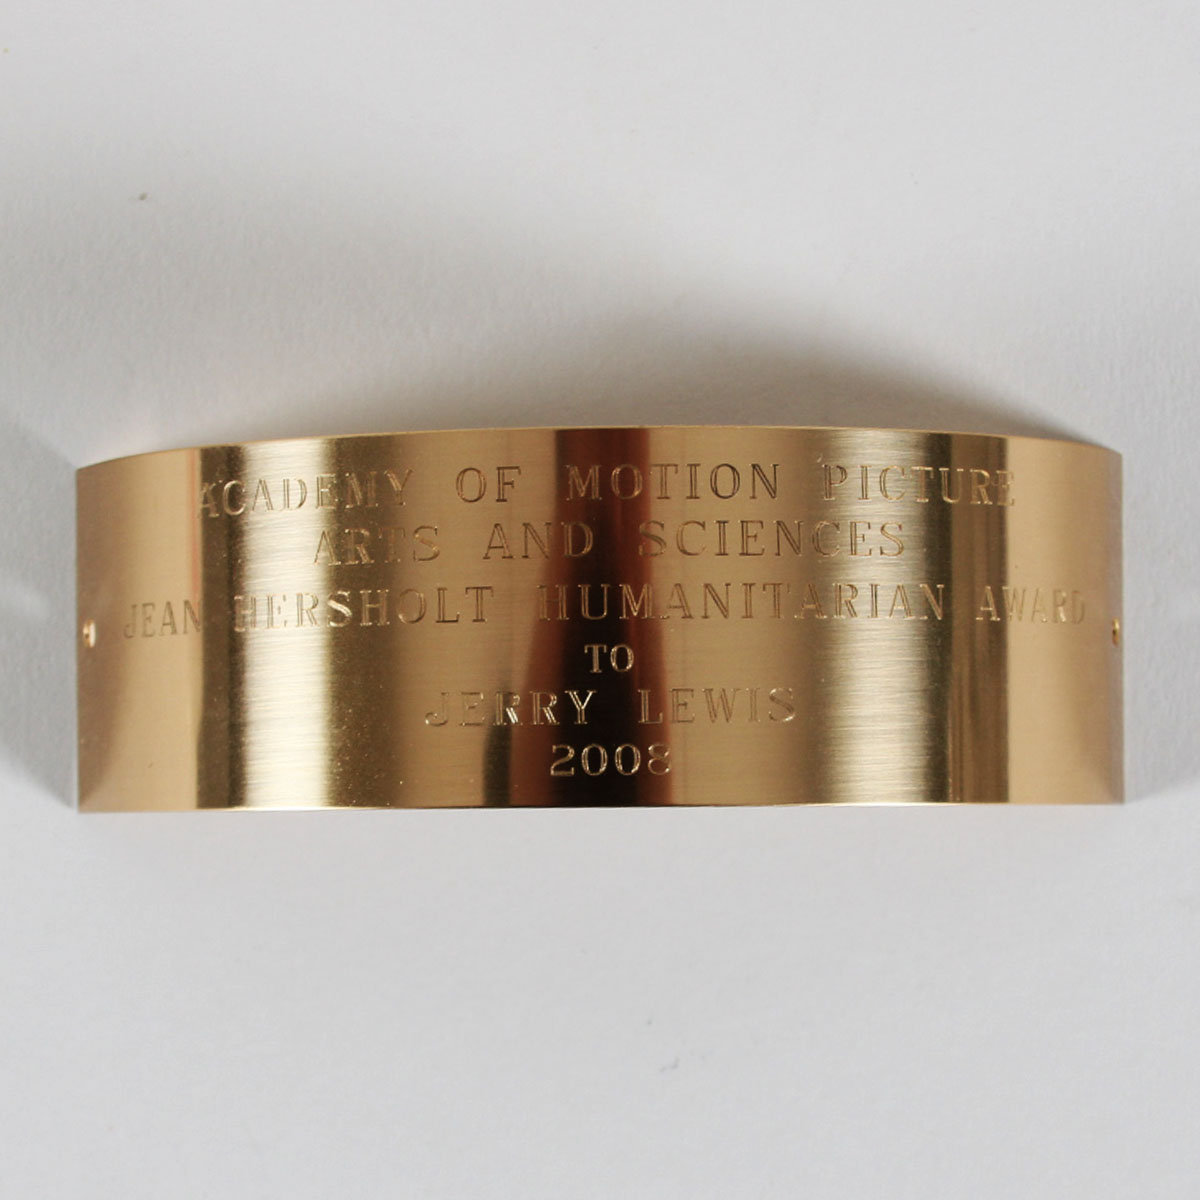 ACADEMY OF MOTION PICTURE
ARTS AND SCIENCES
JEAN HERSHOLT HUMANITARIAN AWARD
TO
JERRY LEWIS
2008